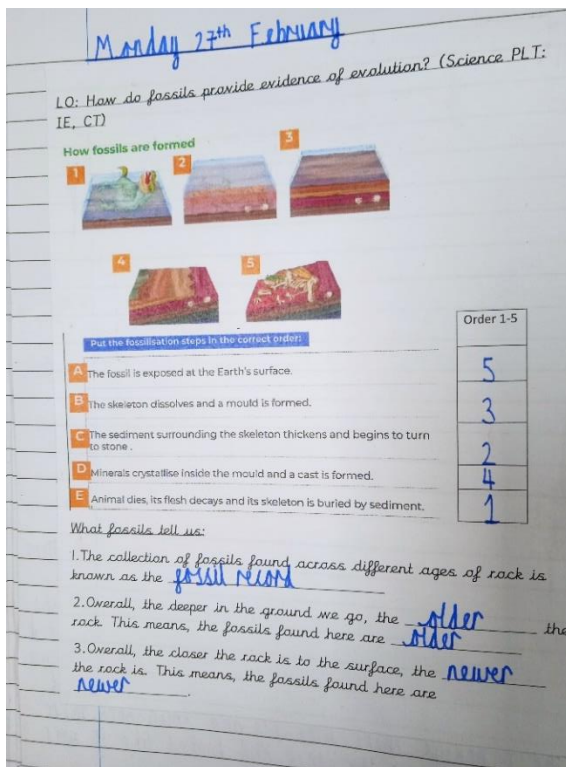 Monday 27th February
LO: How do fossils provide evidence of evolution? (Science PLT:
IE, CT)
How fossils are formed
1
2
3
4
5
Put the fossilisation steps in the correct order:
Order 1-5
A The fossil is exposed at the Earth's surface.
5
B The skeleton dissolves and a mould is formed.
3
C The sediment surrounding the skeleton thickens and begins to turn
to stone.
2
D Minerals crystallise inside the mould and a cast is formed.
4
E Animal dies, its flesh decays and its skeleton is buried by sediment.
1
What fossils tell us:
1.The collection of fossils found across different ages of rock is
known as the fossil record
2.Overall, the deeper in the ground we go, the older the
rock. This means, the fossils found here are older
3.Overall, the closer the rock is to the surface, the newer
the rock is. This means, the fossils found here are
newer.